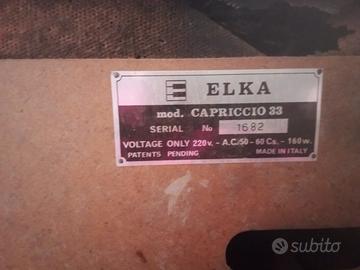 ELKA
mod. CAPRICCIO 33
SERIAL No 1682
VOLTAGE ONLY 220v. - A.C./50 - 60 Cs. - 160w.
PATENTS PENDING MADE IN ITALY
subito